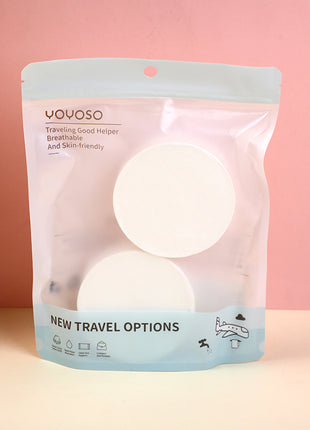 YOYOSO
Traveling Good Helper
Breathable
And Skin-friendly
NEW TRAVEL OPTIONS